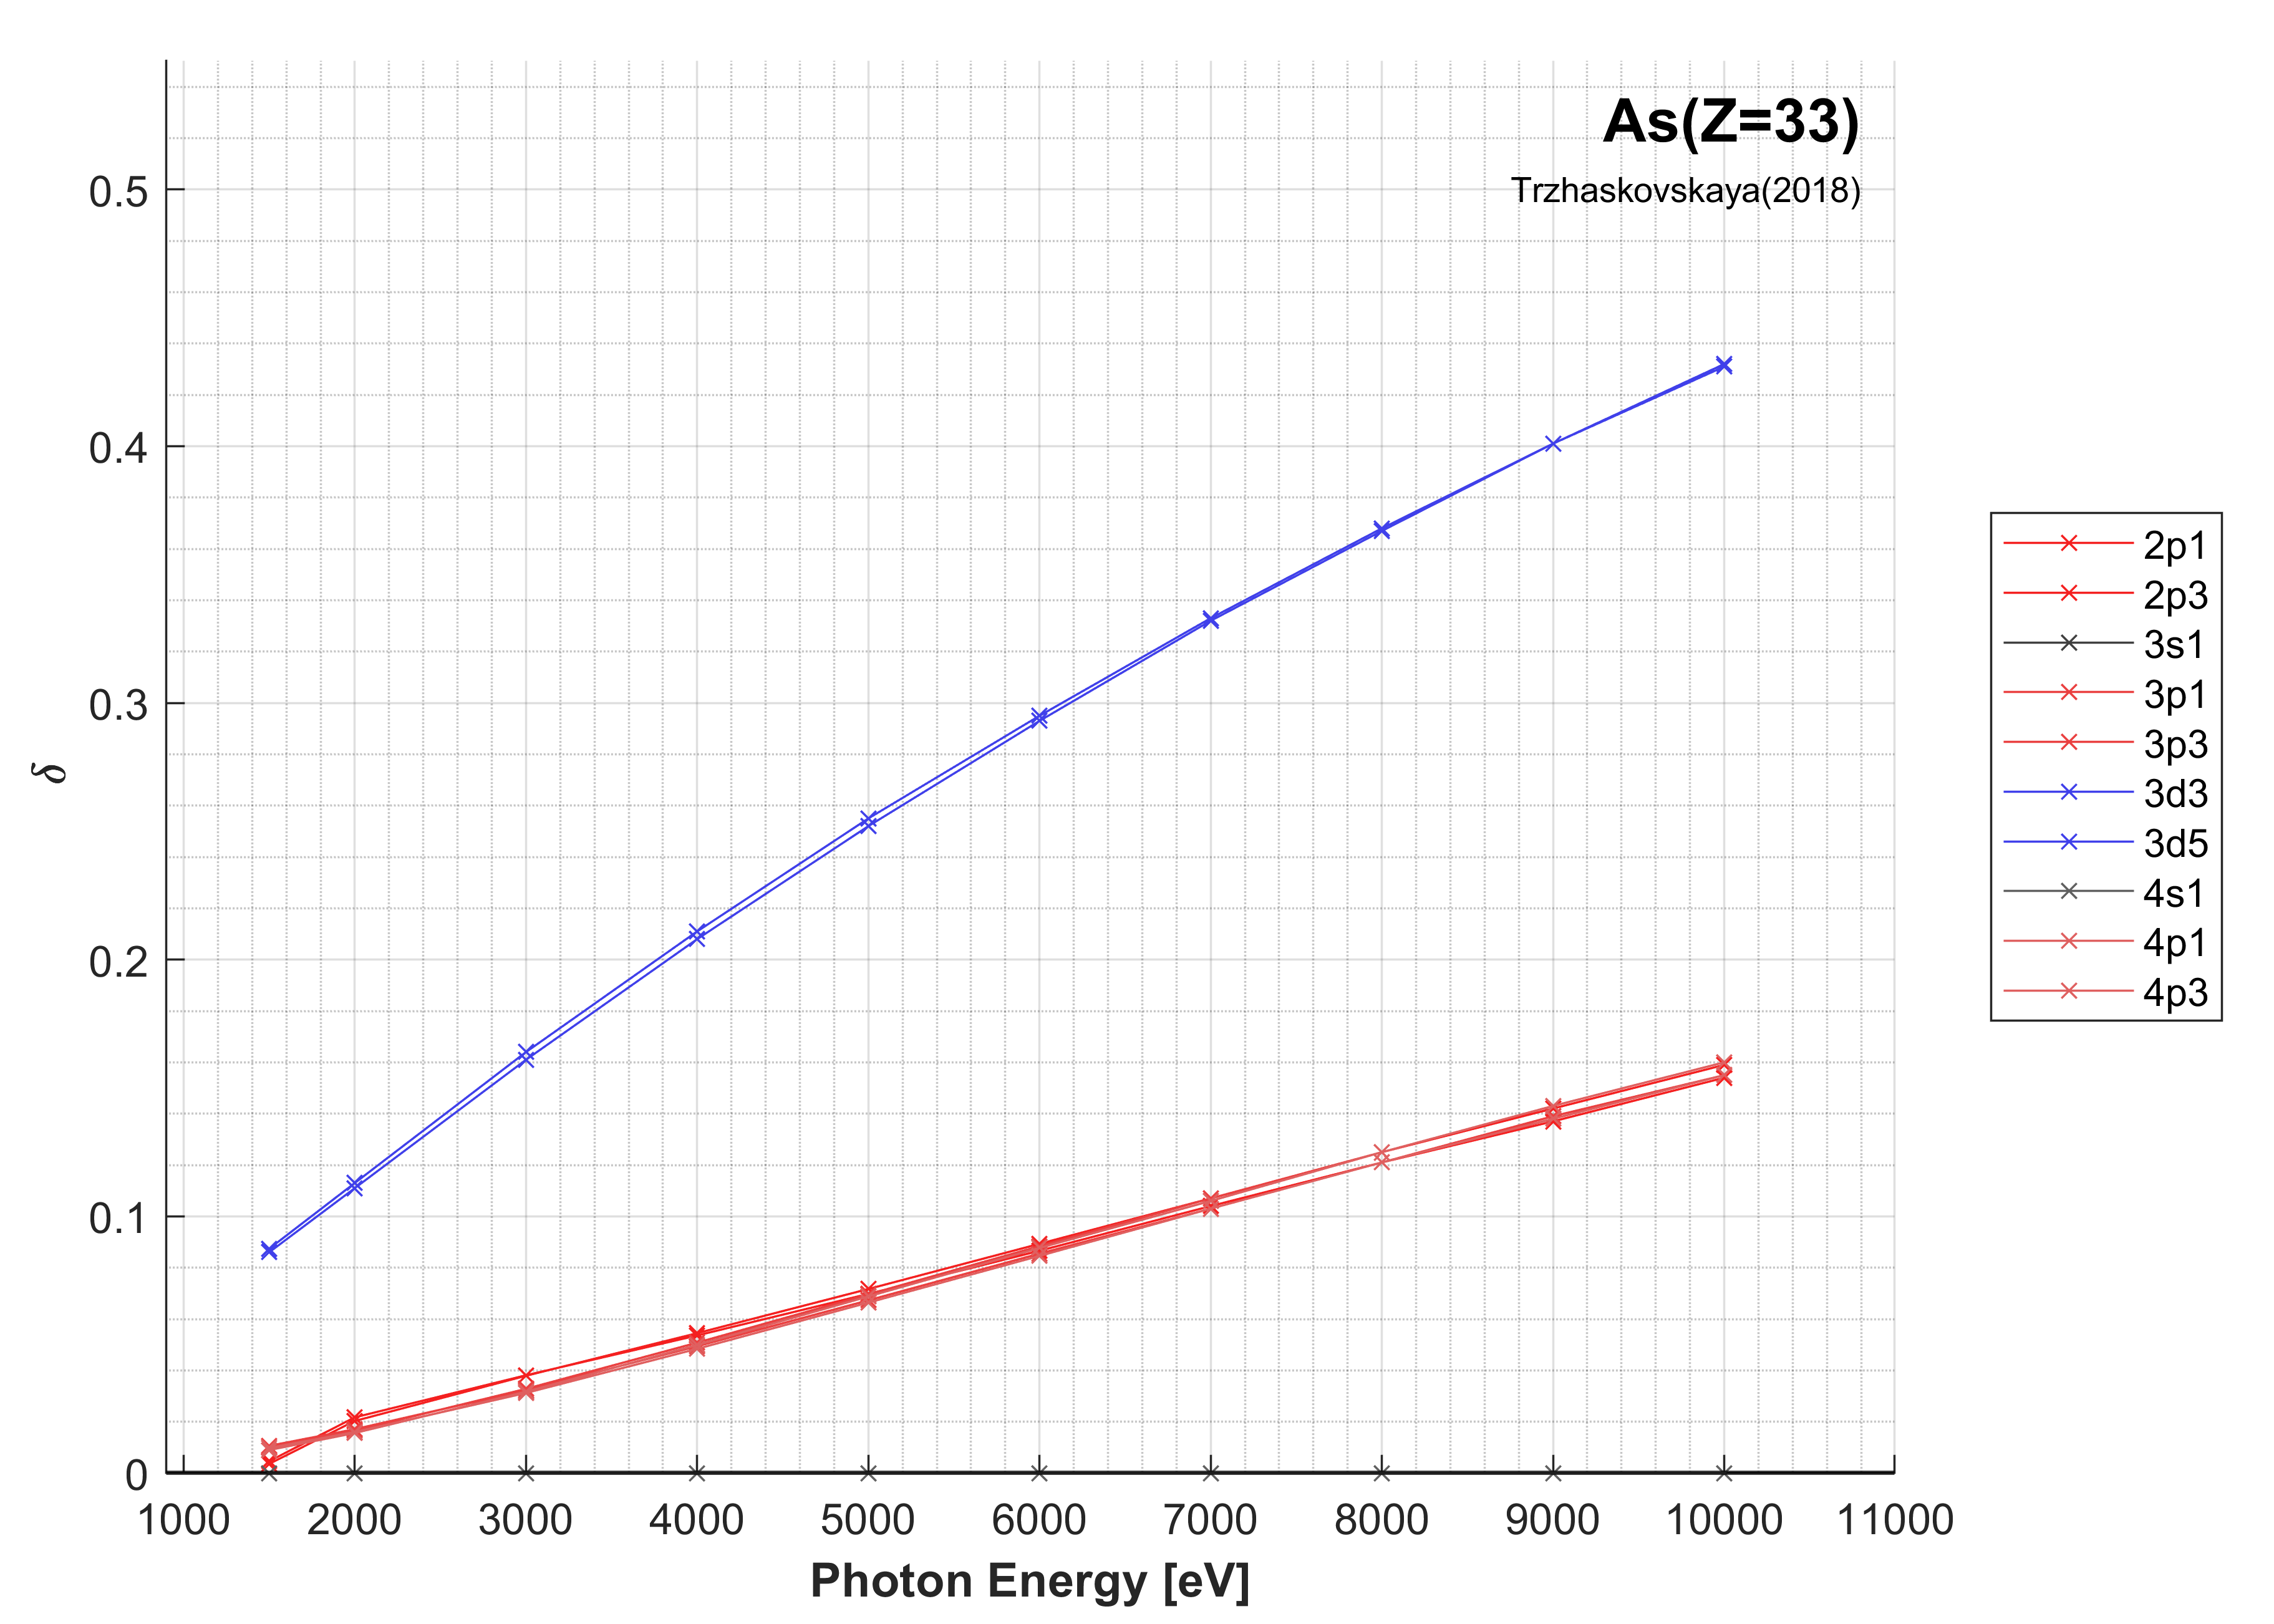 As(Z=33)
Trzhaskovskaya(2018)
0.5
0.4
0.3
0.2
0.1
0
δ
1000 2000 3000 4000 5000 6000 7000 8000 9000 10000 11000
Photon Energy [eV]
2p1
2p3
3s1
3p1
3p3
3d3
3d5
4s1
4p1
4p3